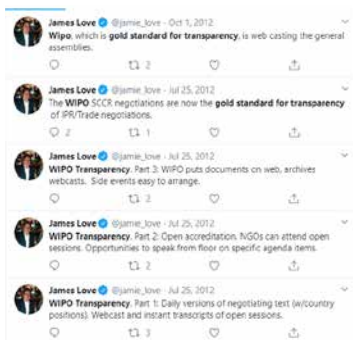 James Love @jamie_love · Oct 1, 2012
Wipo, which is gold standard for transparency, is web casting the general
assemblies.
2
James Love @jamie_love · Jul 25, 2012
The WIPO SCCR negotiations are now the gold standard for transparency
of IPR/Trade negotiations.
2 1
James Love @jamie_love · Jul 25, 2012
WIPO Transparency. Part 3: WIPO puts documents on web, archives
webcasts. Side events easy to arrange.
2
James Love @jamie_love · Jul 25, 2012
WIPO Transparency. Part 2: Open accreditation. NGOs can attend open
sessions. Opportunities to speak from floor on specific agenda items.
2
James Love @jamie_love · Jul 25, 2012
WIPO Transparency. Part 1: Daily versions of negotiating text (w/country
positions). Webcast and instant transcripts of open sessions.
3